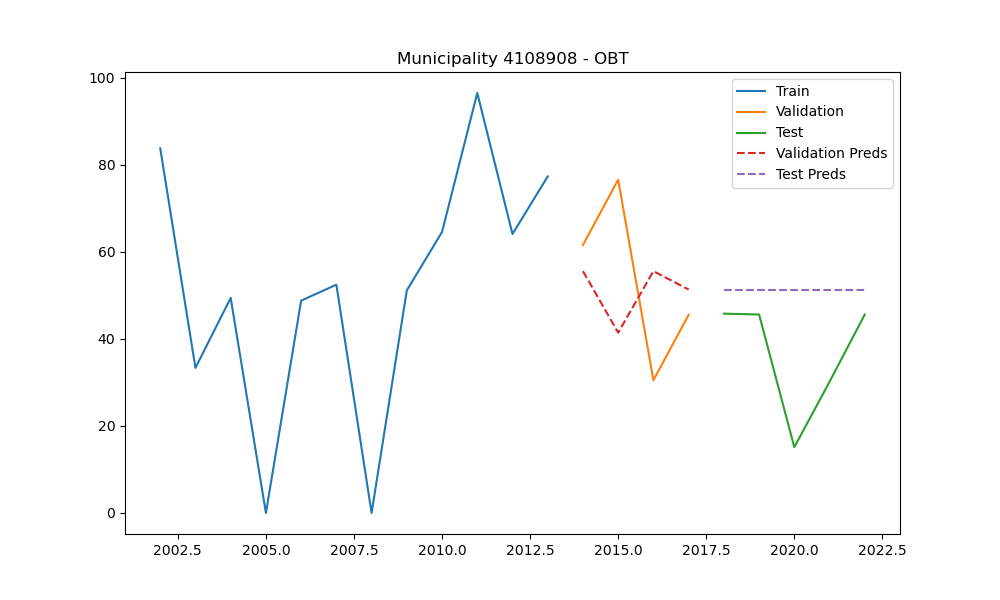 Municipality 4108908 - OBT
100
80
60
40
20
0
2002.5 2005.0 2007.5 2010.0 2012.5 2015.0 2017.5 2020.0 2022.5
Train
Validation
Test
Validation Preds
Test Preds